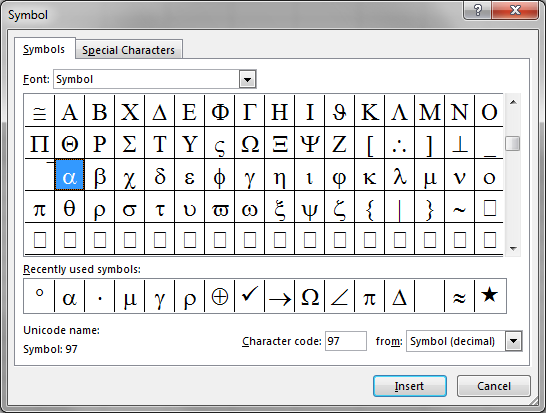 Symbol
Symbols Special Characters
Font: Symbol
≅ Α Β Χ Δ Ε Φ Γ Η Ι ϑ Κ Λ Μ Ν Ο
Π Θ Ρ Σ Τ Υ ς Ω Ξ Ψ Ζ [ ∴ ] ⊥ _
‾ α β χ δ ε φ γ η ι ϕ κ λ μ ν ο
π θ ρ σ τ υ ϖ ω ξ ψ ζ { | } ~ □
□ □ □ □ □ □ □ □ □ □ □ □ □ □ □ □
Recently used symbols:
° α · μ γ ρ ⊕ ✓ → Ω ∠ π Δ ≈ ★
Unicode name:
Symbol: 97
Character code: 97 from: Symbol (decimal)
Insert Cancel